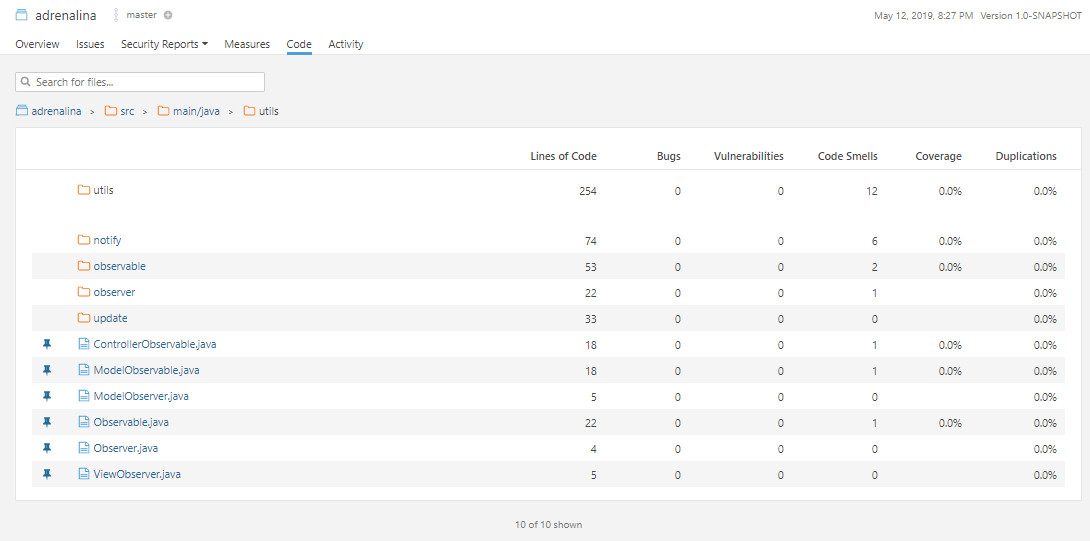 adrenalina master May 12, 2019, 8:27 PM Version 1.0-SNAPSHOT
Overview Issues Security Reports Measures Code Activity
Search for files...
adrenalina > src > main/java > utils
Lines of Code Bugs Vulnerabilities Code Smells Coverage Duplications
utils 254 0 0 12 0.0% 0.0%
notify 74 0 0 6 0.0% 0.0%
observable 53 0 0 2 0.0% 0.0%
observer 22 0 0 1 0.0%
update 33 0 0 0 0.0%
ControllerObservable.java 18 0 0 1 0.0% 0.0%
ModelObservable.java 18 0 0 1 0.0% 0.0%
ModelObserver.java 5 0 0 0 0.0%
Observable.java 22 0 0 1 0.0% 0.0%
Observer.java 4 0 0 0 0.0%
ViewObserver.java 5 0 0 0 0.0%
10 of 10 shown